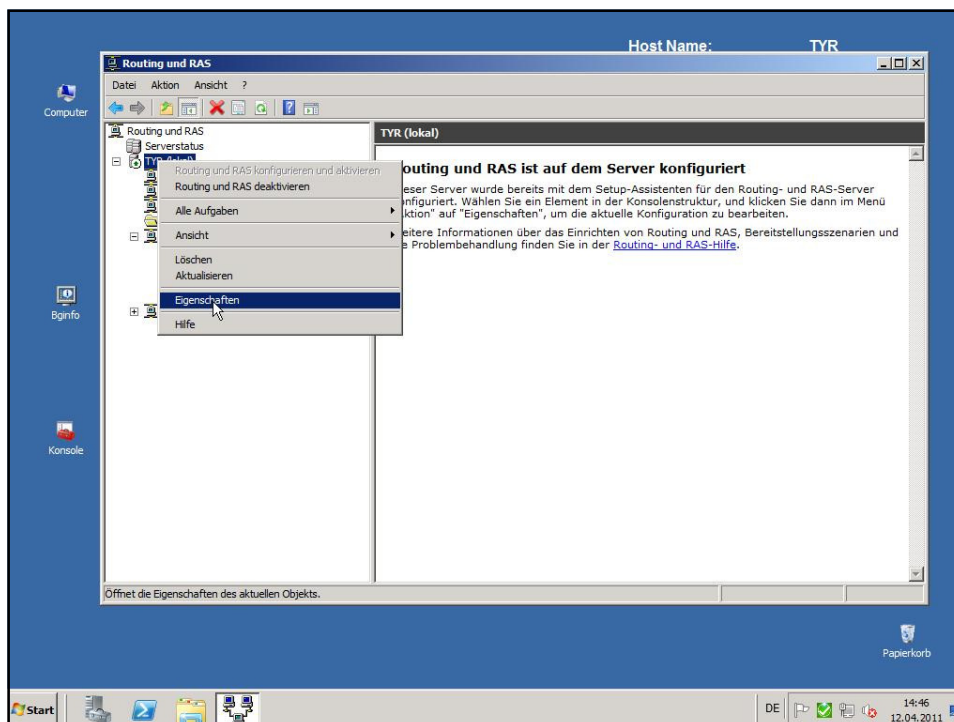 Host Name: TYR
Routing und RAS
Datei Aktion Ansicht ?
Computer
Routing und RAS
Serverstatus
TYR (lokal)
TYR (lokal)
Routing und RAS konfigurieren und aktivieren
Routing und RAS deaktivieren
Alle Aufgaben
Ansicht
Löschen
Aktualisieren
Eigenschaften
Hilfe
outing und RAS ist auf dem Server konfiguriert
eser Server wurde bereits mit dem Setup-Assistenten für den Routing- und RAS-Server
nfiguriert. Wählen Sie ein Element in der Konsolenstruktur, und klicken Sie dann im Menü
ktion" auf "Eigenschaften", um die aktuelle Konfiguration zu bearbeiten.
eitere Informationen über das Einrichten von Routing und RAS, Bereitstellungsszenarien und
e Problembehandlung finden Sie in der Routing- und RAS-Hilfe.
Bginfo
Konsole
Öffnet die Eigenschaften des aktuellen Objekts.
Papierkorb
Start
DE
14:46
12.04.2011